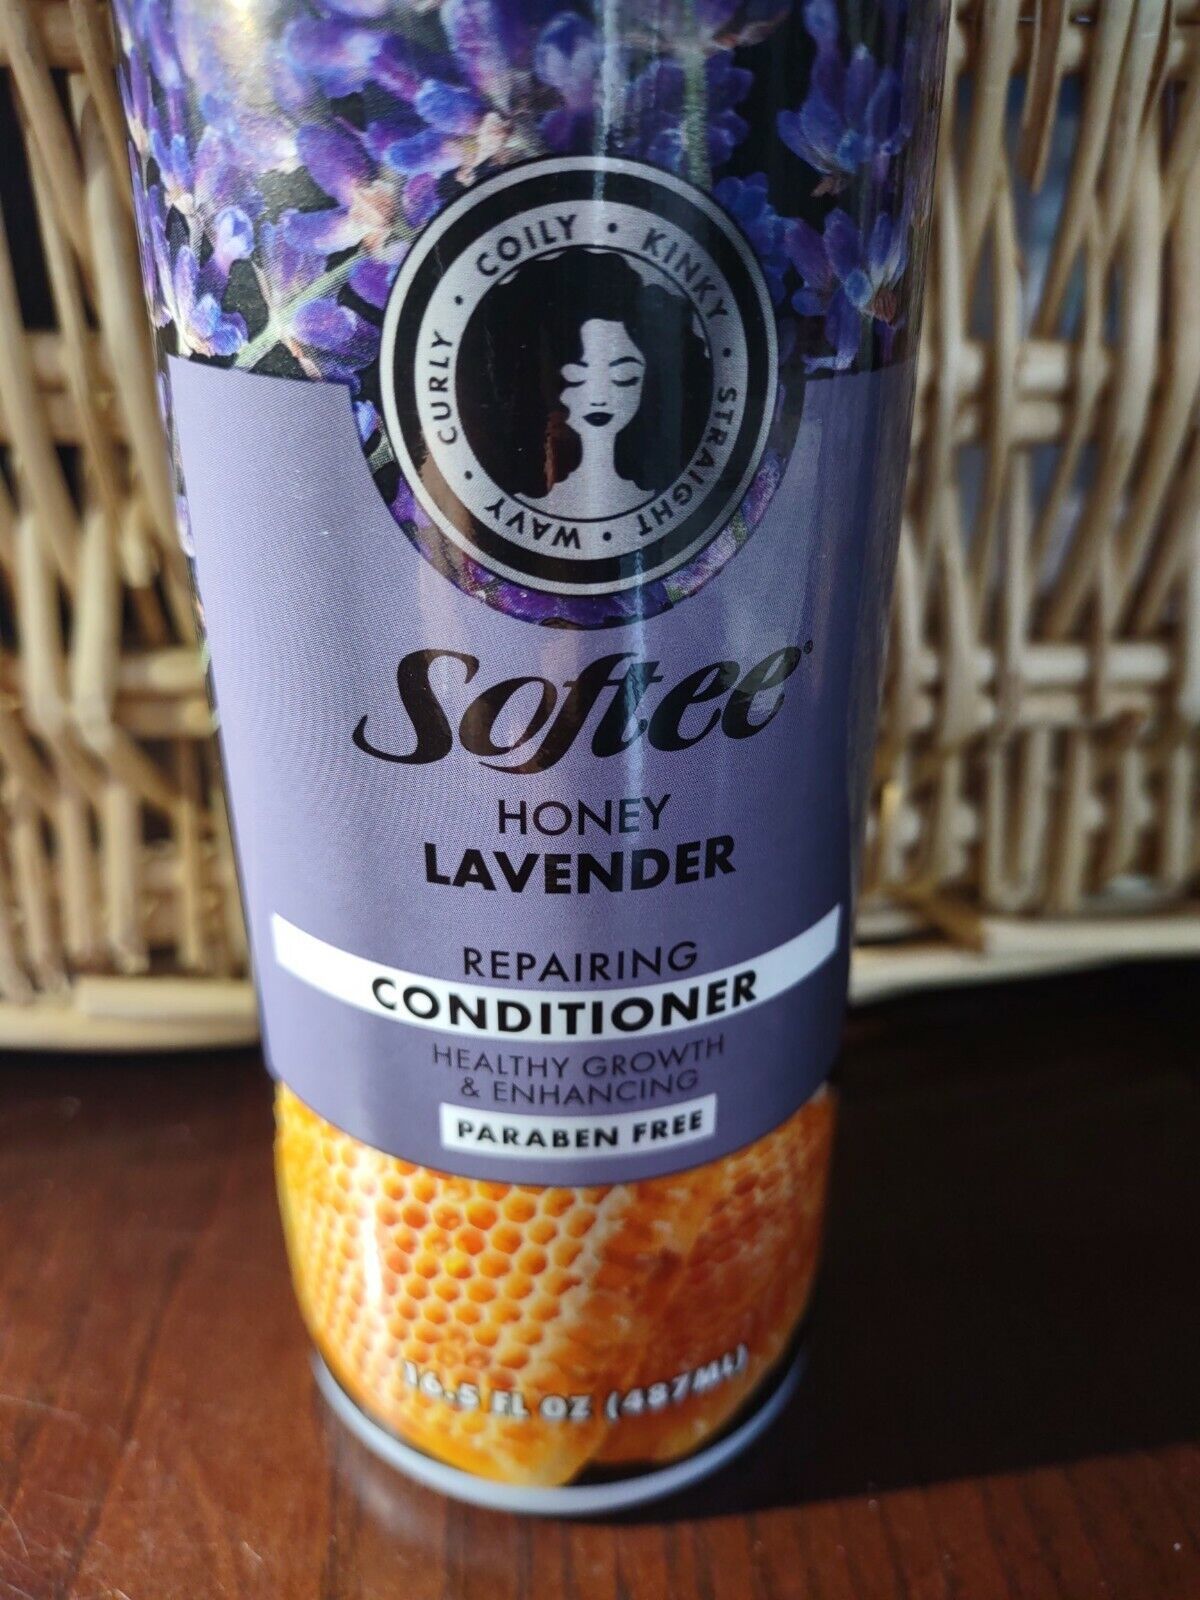 CURLY • COILY • KINKY • STRAIGHT • WAVY •
Softee®
HONEY
LAVENDER
REPAIRING
CONDITIONER
HEALTHY GROWTH
& ENHANCING
PARABEN FREE
16.5 FL OZ (487ML)